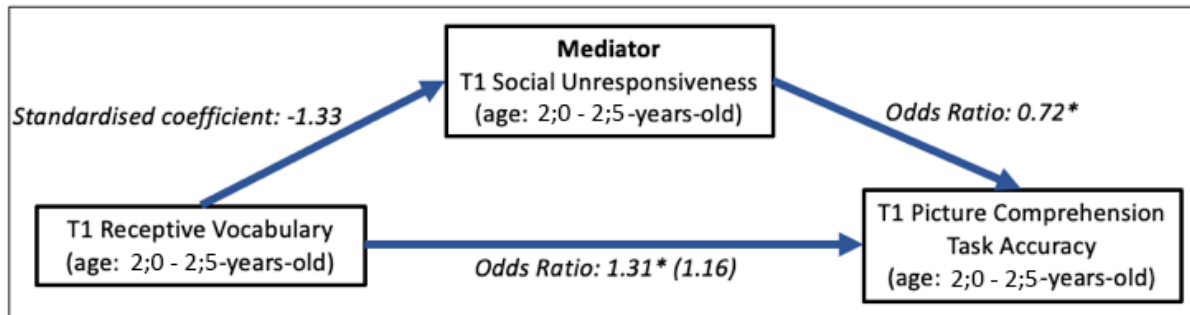 Mediator
T1 Social Unresponsiveness
(age: 2;0 - 2;5-years-old)
Standardised coefficient: -1.33
Odds Ratio: 0.72*
T1 Receptive Vocabulary
(age: 2;0 - 2;5-years-old)
Odds Ratio: 1.31* (1.16)
T1 Picture Comprehension
Task Accuracy
(age: 2;0 - 2;5-years-old)